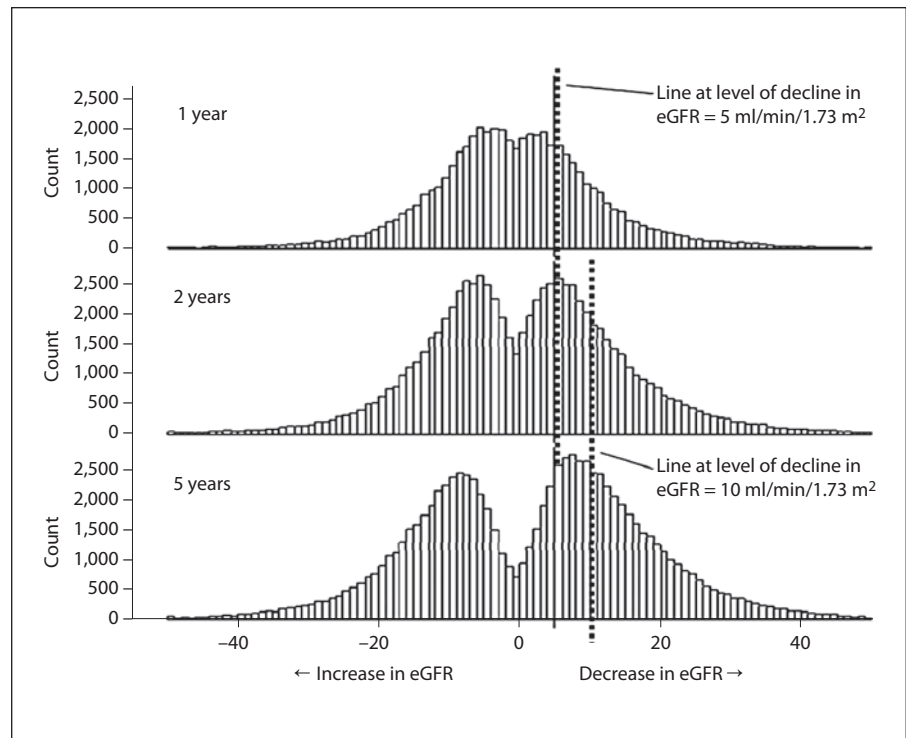 2,500
2,000
1,500
1,000
500
0
Count
1 year
Line at level of decline in
eGFR = 5 ml/min/1.73 m²
2,500
2,000
1,500
1,000
500
0
Count
2 years
2,500
2,000
1,500
1,000
500
0
Count
5 years
Line at level of decline in
eGFR = 10 ml/min/1.73 m²
–40 –20 0 20 40
← Increase in eGFR Decrease in eGFR →